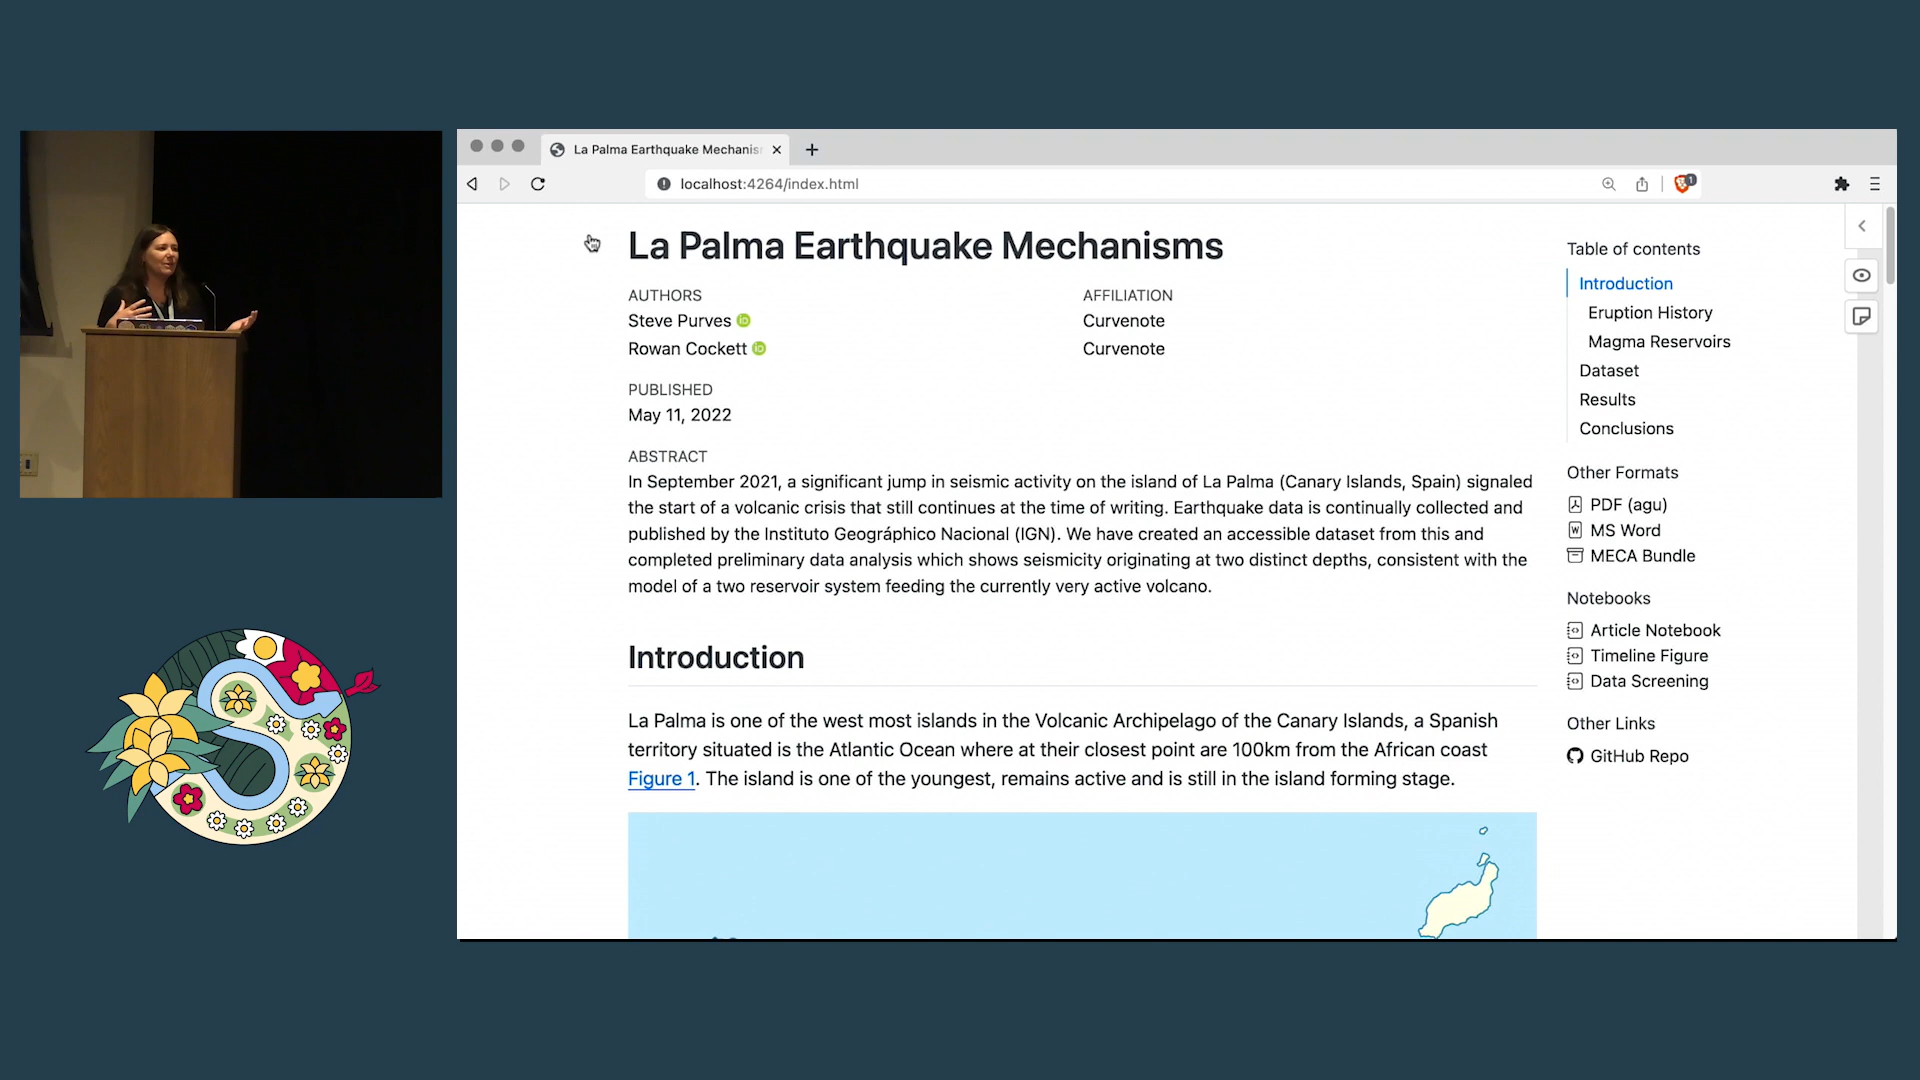 La Palma Earthquake Mechanis
localhost:4264/index.html
1
La Palma Earthquake Mechanisms
AUTHORS
AFFILIATION
Steve Purves
Curvenote
Rowan Cockett
Curvenote
PUBLISHED
May 11, 2022
ABSTRACT
In September 2021, a significant jump in seismic activity on the island of La Palma (Canary Islands, Spain) signaled
the start of a volcanic crisis that still continues at the time of writing. Earthquake data is continually collected and
published by the Instituto Geográphico Nacional (IGN). We have created an accessible dataset from this and
completed preliminary data analysis which shows seismicity originating at two distinct depths, consistent with the
model of a two reservoir system feeding the currently very active volcano.
Introduction
La Palma is one of the west most islands in the Volcanic Archipelago of the Canary Islands, a Spanish
territory situated is the Atlantic Ocean where at their closest point are 100km from the African coast
Figure 1. The island is one of the youngest, remains active and is still in the island forming stage.
Table of contents
Introduction
Eruption History
Magma Reservoirs
Dataset
Results
Conclusions
Other Formats
PDF (agu)
MS Word
MECA Bundle
Notebooks
Article Notebook
Timeline Figure
Data Screening
Other Links
GitHub Repo